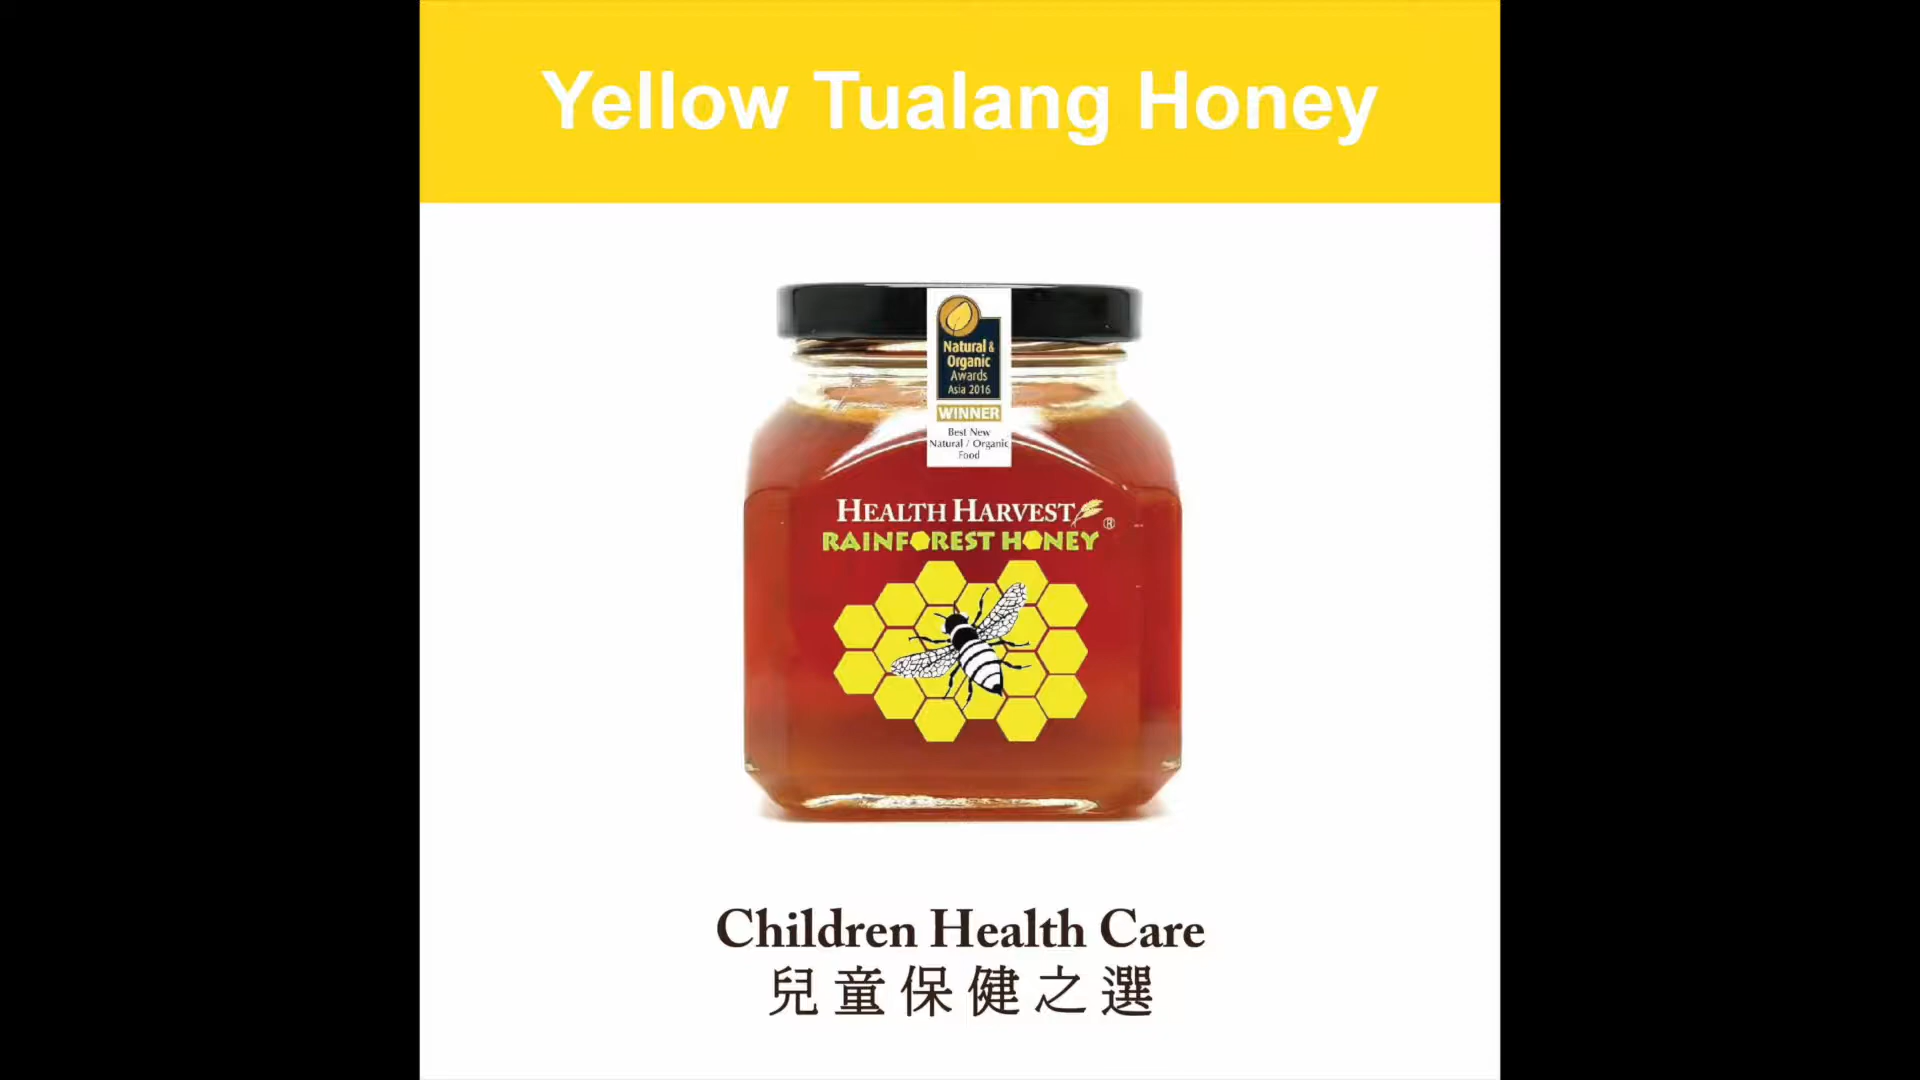 Yellow Tualang Honey
Natural &
Organic
Awards
Asia 2016
WINNER
Best New
Natural / Organic
Food
HEALTH HARVEST
RAINFOREST HONEY ®
Children Health Care
兒童保健之選